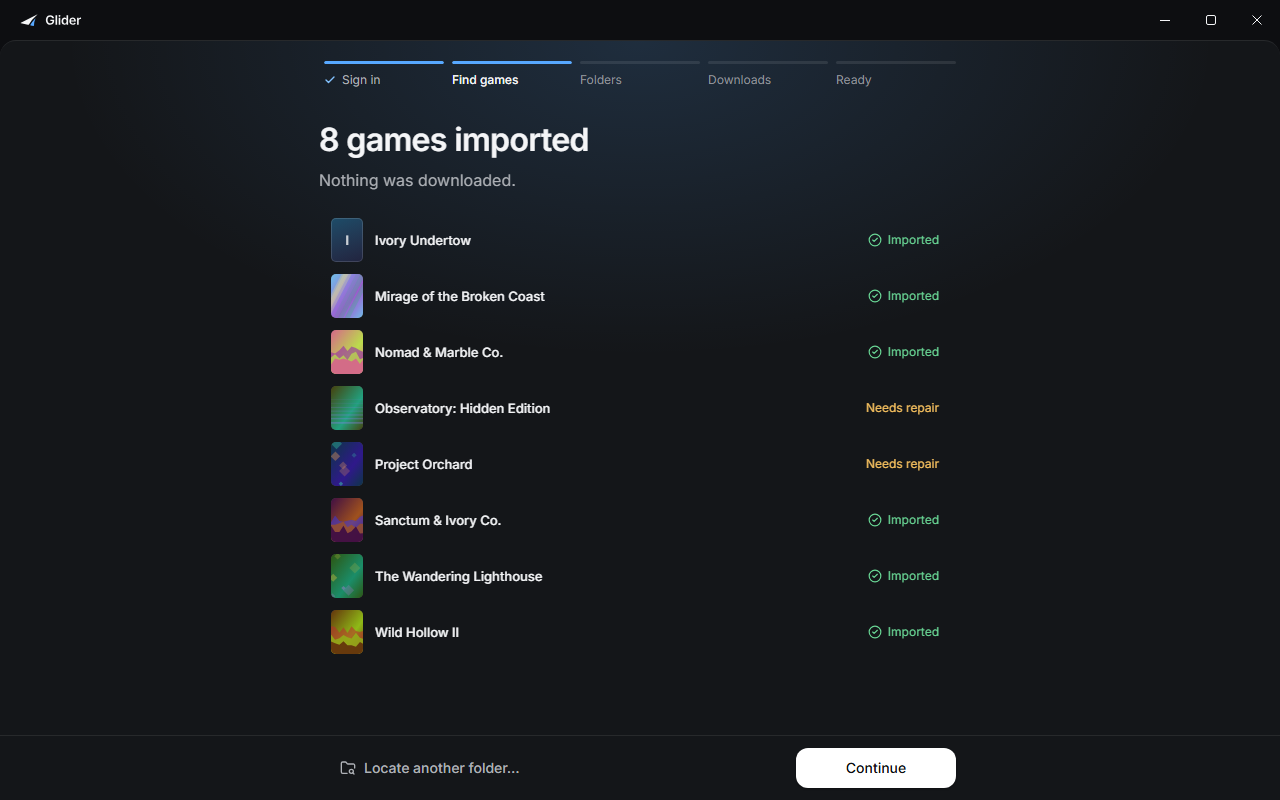 Glider
Sign in
Find games
Folders
Downloads
Ready
8 games imported
Nothing was downloaded.
I
Ivory Undertow
Imported
Mirage of the Broken Coast
Imported
Nomad & Marble Co.
Imported
Observatory: Hidden Edition
Needs repair
Project Orchard
Needs repair
Sanctum & Ivory Co.
Imported
The Wandering Lighthouse
Imported
Wild Hollow II
Imported
Locate another folder...
Continue